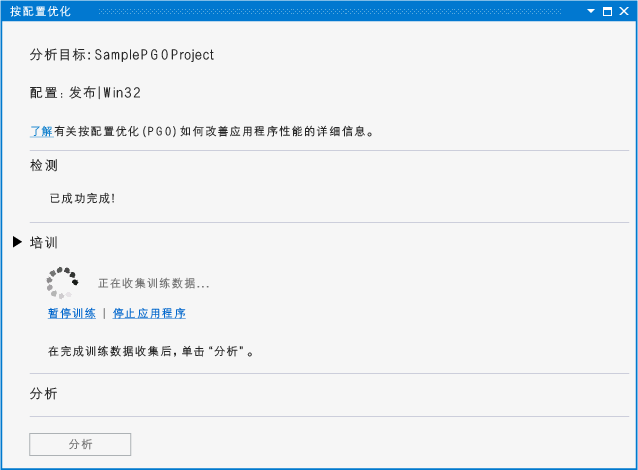 按配置优化
分析目标: SamplePGOProject
配置: 发布|Win32
了解有关按配置优化(PGO)如何改善应用程序性能的详细信息。
检测
已成功完成!
培训
正在收集训练数据...
暂停训练 | 停止应用程序
在完成训练数据收集后, 单击"分析"。
分析
分析